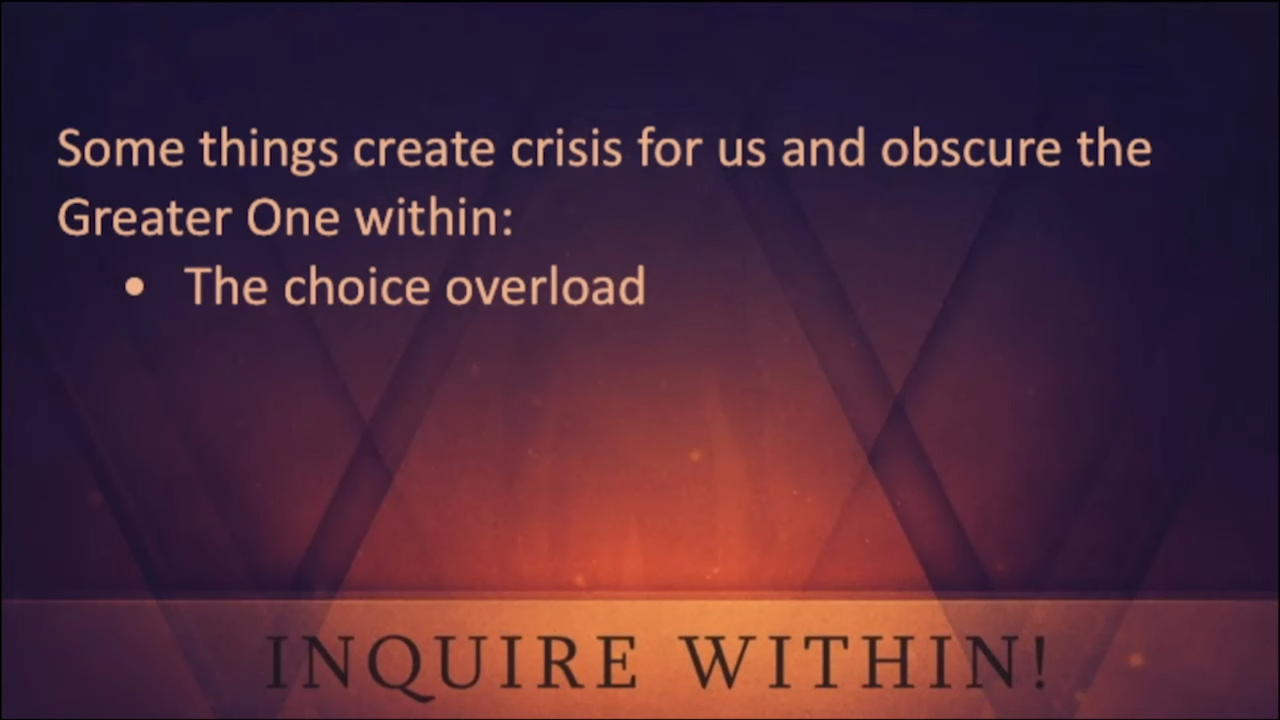 Some things create crisis for us and obscure the
Greater One within:
• The choice overload
INQUIRE WITHIN!